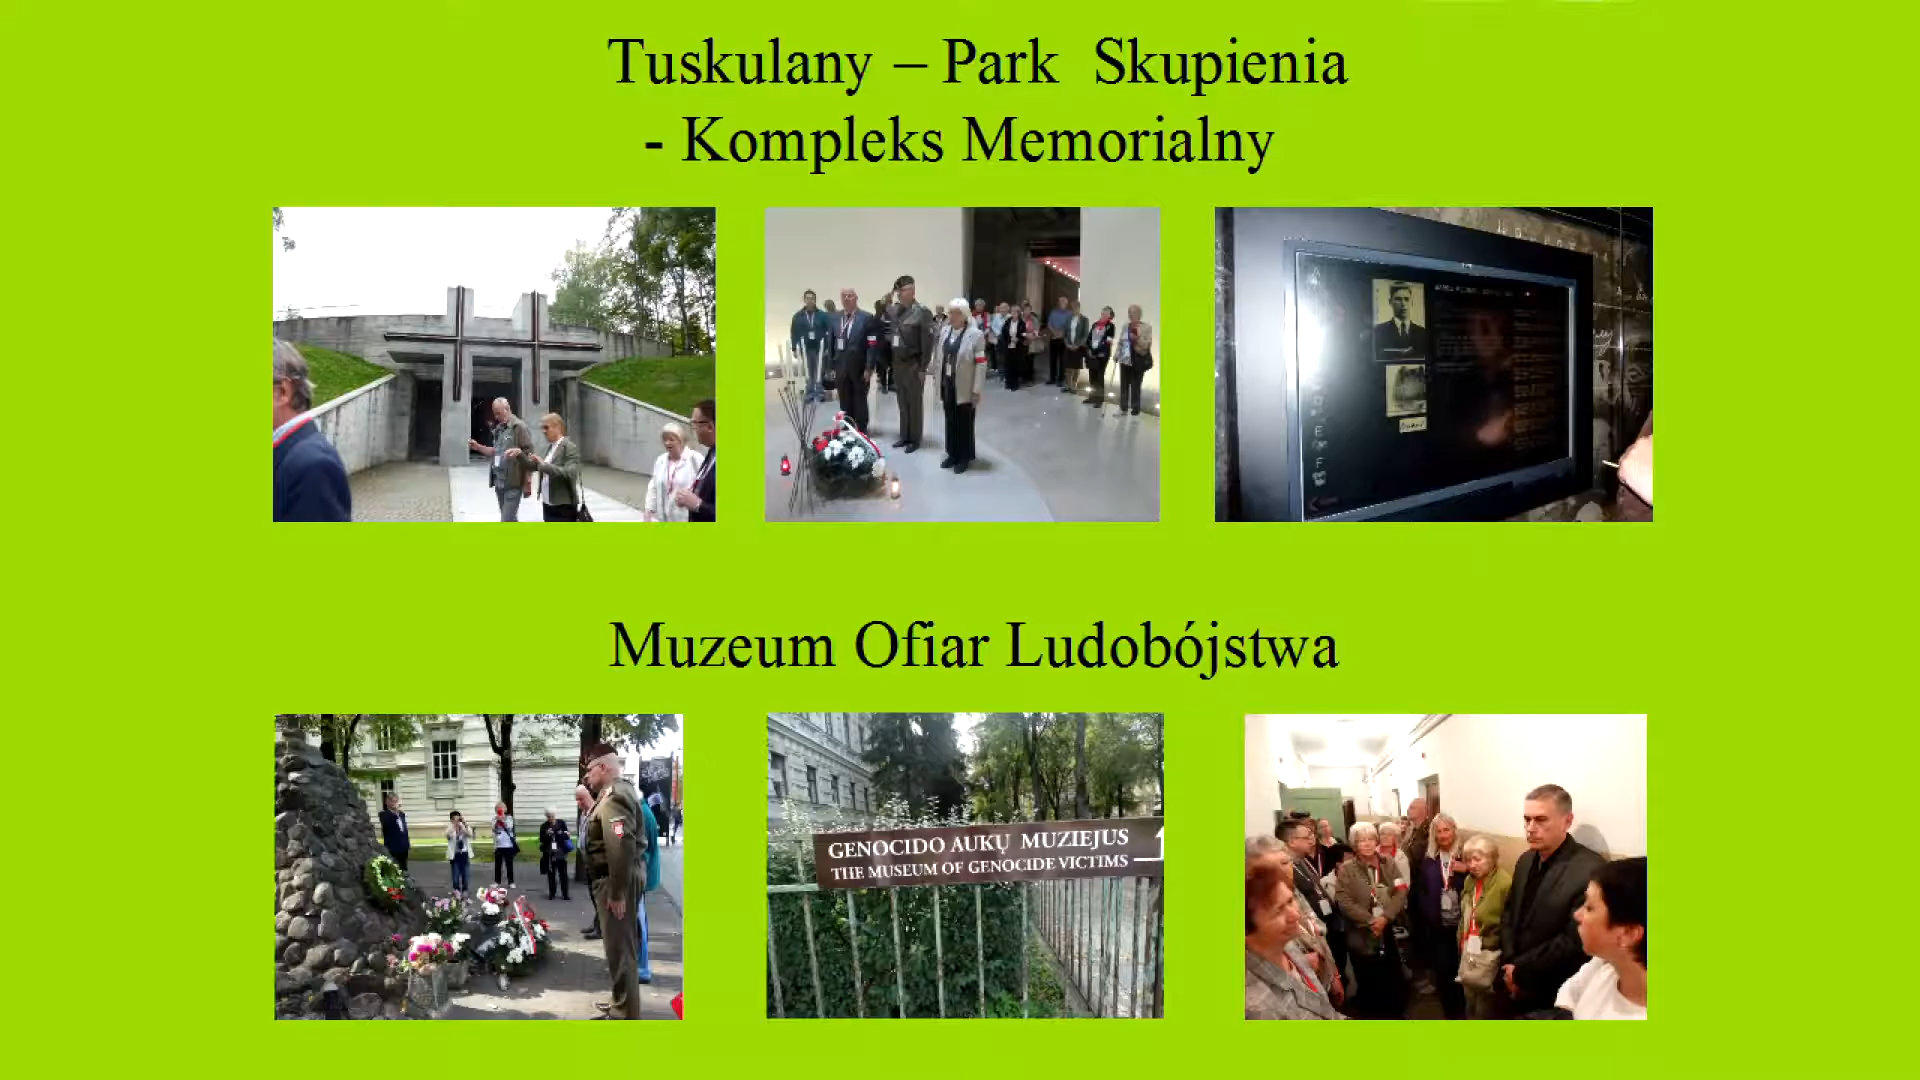 Tuskulany – Park Skupienia
- Kompleks Memorialny
Muzeum Ofiar Ludobójstwa
GENOCIDO AUKŲ MUZIEJUS
THE MUSEUM OF GENOCIDE VICTIMS